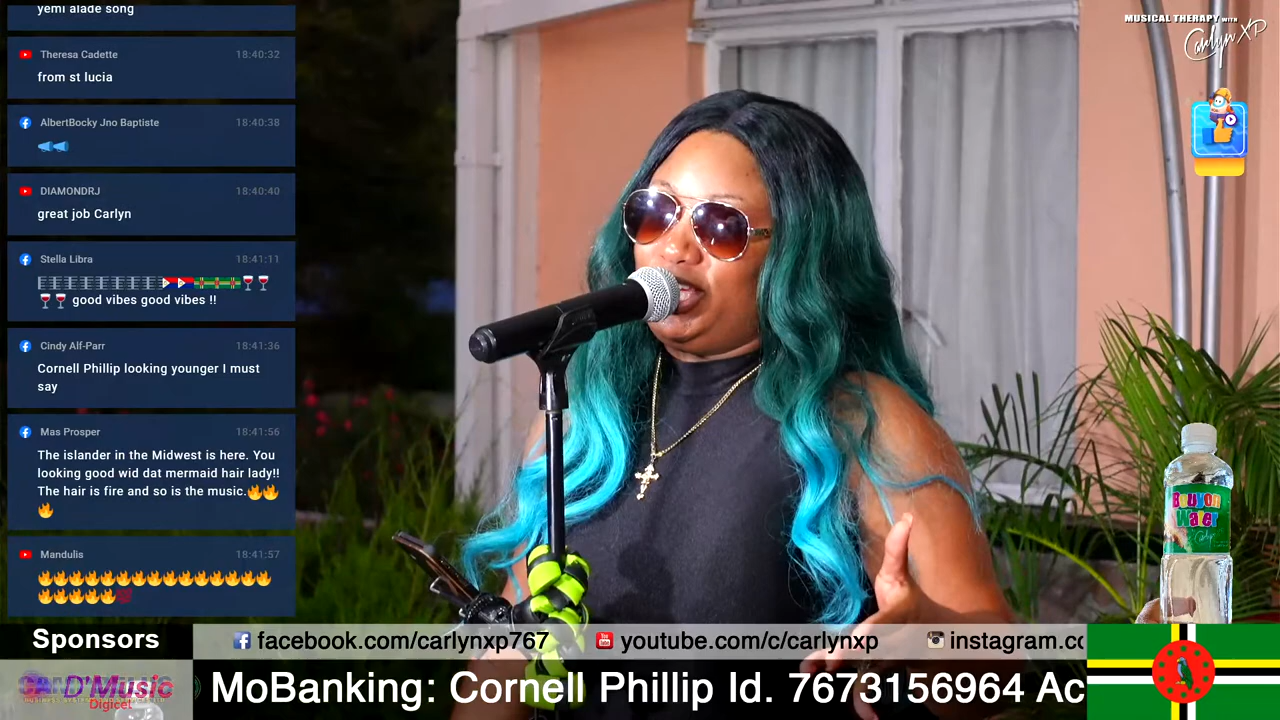 yemi alade song
Theresa Cadette 18:40:32
from st lucia
AlbertBocky Jno Baptiste 18:40:38
DIAMONDRJ 18:40:40
great job Carlyn
Stella Libra 18:41:11
good vibes good vibes !!
Cindy Alf-Parr 18:41:36
Cornell Phillip looking younger I must
say
Mas Prosper 18:41:56
The islander in the Midwest is here. You
looking good wid dat mermaid hair lady!!
The hair is fire and so is the music.
Mandulis 18:41:57
MUSICAL THERAPY WITH
Carlyn XP
Bouyon
Water
Carlyn
Sponsors
facebook.com/carlynxp767 youtube.com/c/carlynxp instagram.cc
D'Music
Digicel
MoBanking: Cornell Phillip Id. 7673156964 Ac